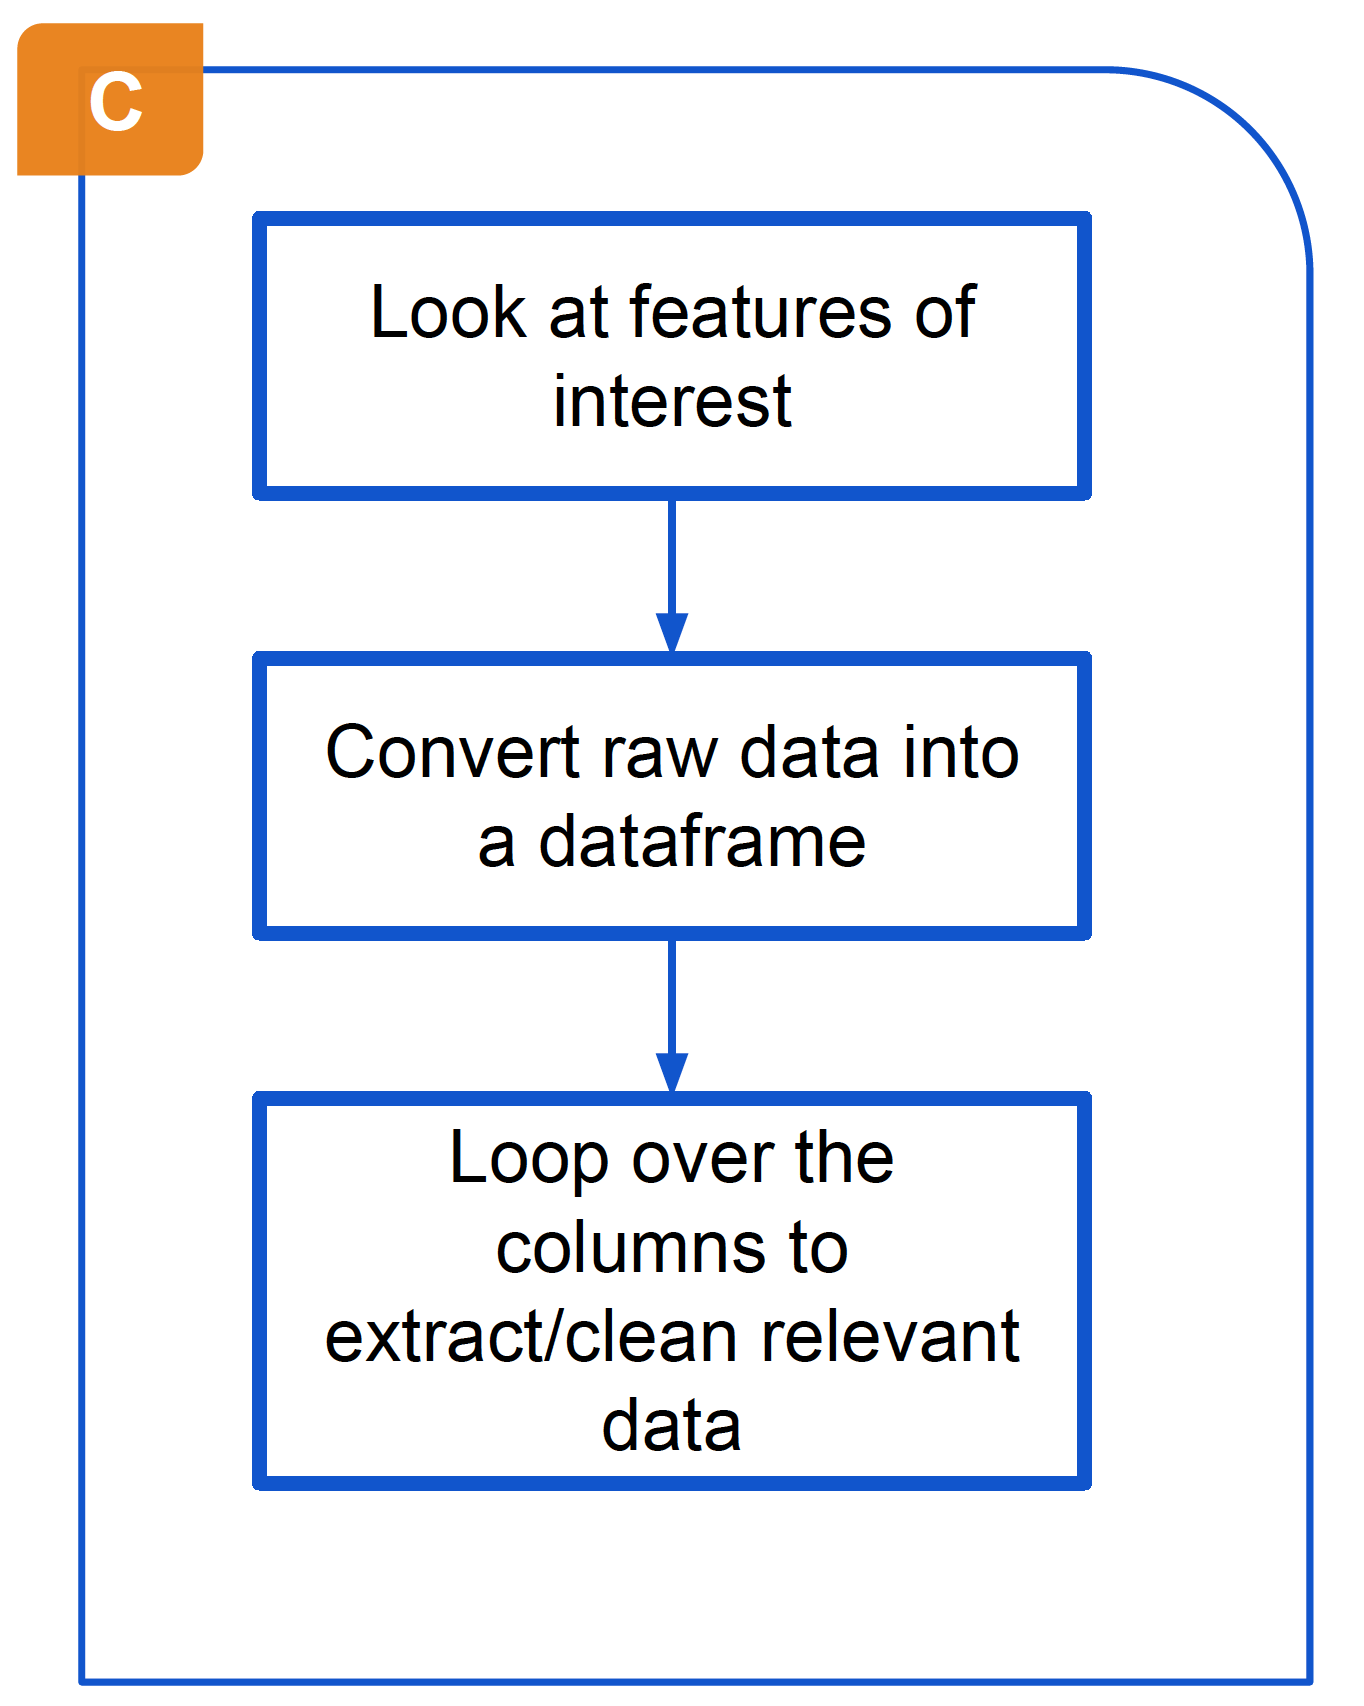 C
Look at features of
interest
Convert raw data into
a dataframe
Loop over the
columns to
extract/clean relevant
data